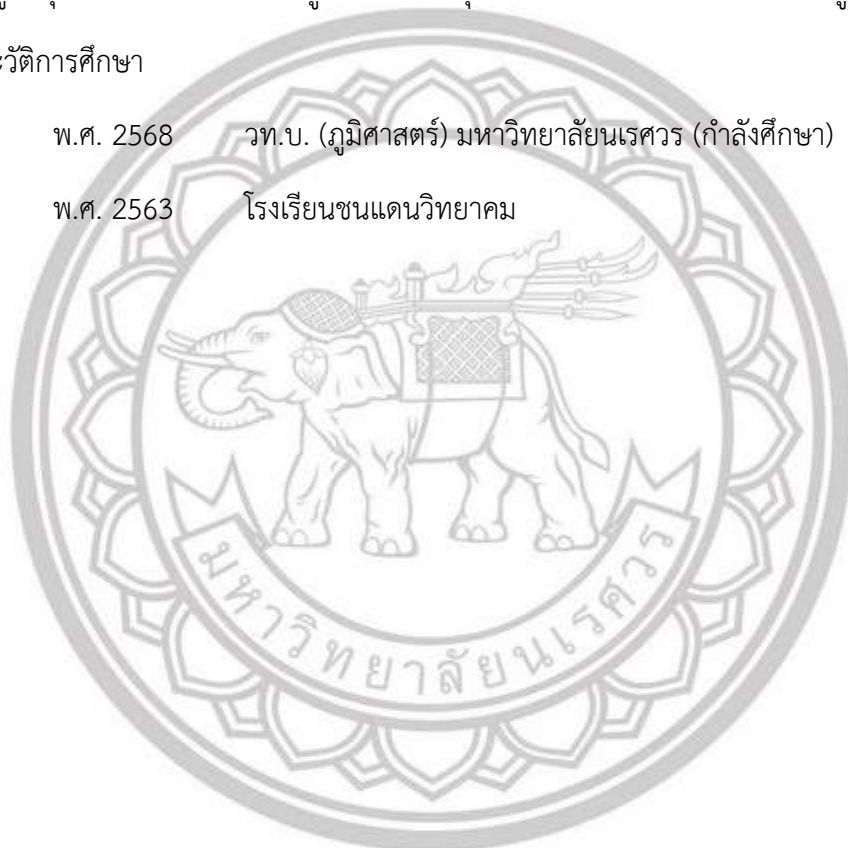 ะวัติการศึกษา
พ.ศ. 2568 วท.บ. (ภูมิศาสตร์) มหาวิทยาลัยนเรศวร (กำลังศึกษา)
พ.ศ. 2563 โรงเรียนชนแดนวิทยาคม
มหาวิทยาลัยนเรศวร